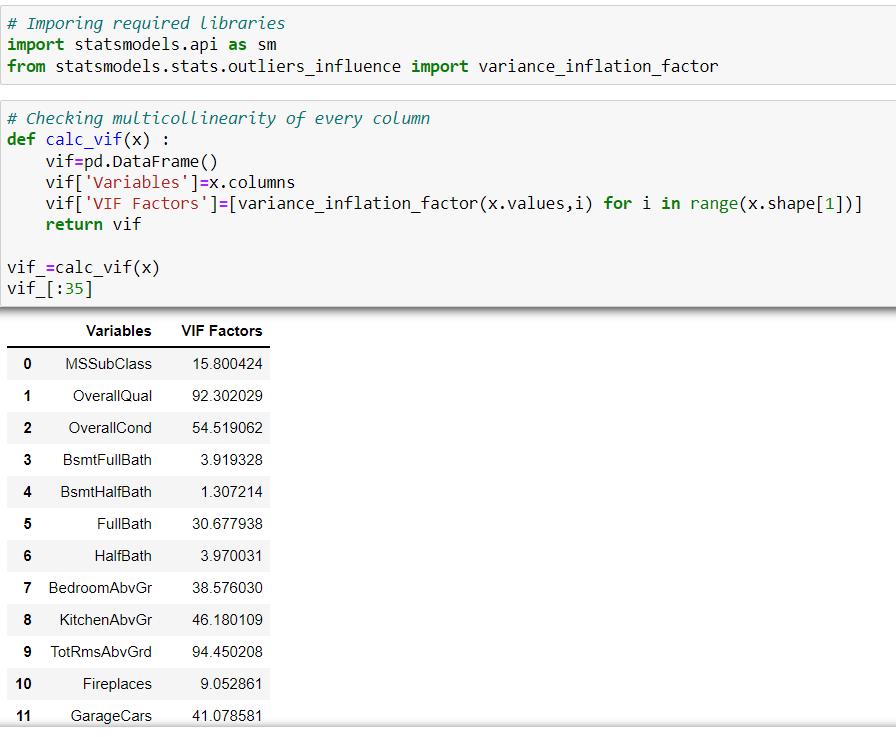 # Imporing required libraries
import statsmodels.api as sm
from statsmodels.stats.outliers_influence import variance_inflation_factor
# Checking multicollinearity of every column
def calc_vif(x) :
    vif=pd.DataFrame()
    vif['Variables']=x.columns
    vif['VIF Factors']=[variance_inflation_factor(x.values,i) for i in range(x.shape[1])]
    return vif
vif_=calc_vif(x)
vif_[:35]
Variables VIF Factors
0 MSSubClass 15.800424
1 OverallQual 92.302029
2 OverallCond 54.519062
3 BsmtFullBath 3.919328
4 BsmtHalfBath 1.307214
5 FullBath 30.677938
6 HalfBath 3.970031
7 BedroomAbvGr 38.576030
8 KitchenAbvGr 46.180109
9 TotRmsAbvGrd 94.450208
10 Fireplaces 9.052861
11 GarageCars 41.078581